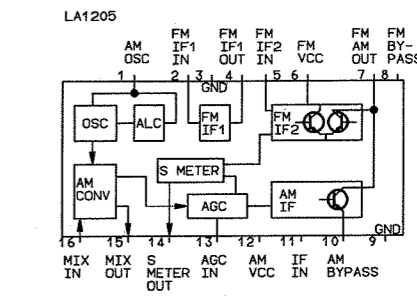 LA1205
AM OSC
FM IF1 IN
FM IF1 OUT
FM IF2 IN
FM VCC
FM AM OUT
FM BY-PASS
1 2 3 4 5 6 7 8
GND
OSC
ALC
FM IF1
FM IF2
S METER
AM CONV
AGC
AM IF
GND
16 15 14 13 12 11 10 9
MIX IN
MIX OUT
S METER OUT
AGC IN
AM VCC
IF IN
AM BYPASS